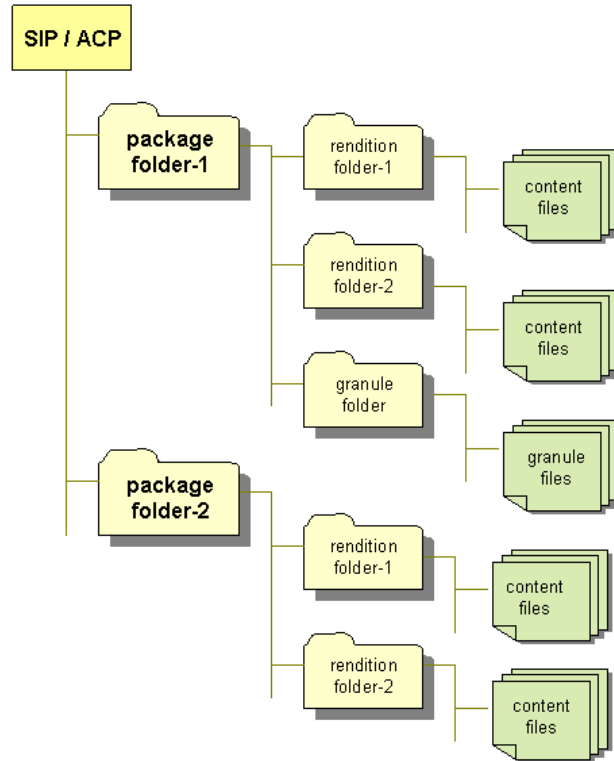 SIP / ACP
package
folder-1
rendition
folder-1
content
files
rendition
folder-2
content
files
granule
folder
granule
files
package
folder-2
rendition
folder-1
content
files
rendition
folder-2
content
files